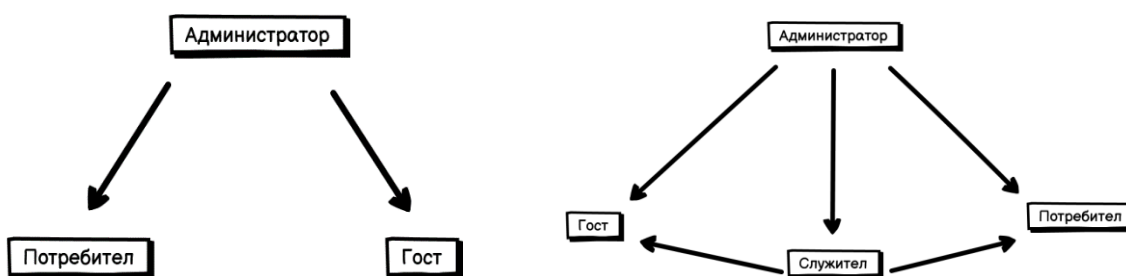 Администратор
Потребител
Гост
Администратор
Гост
Потребител
Служител